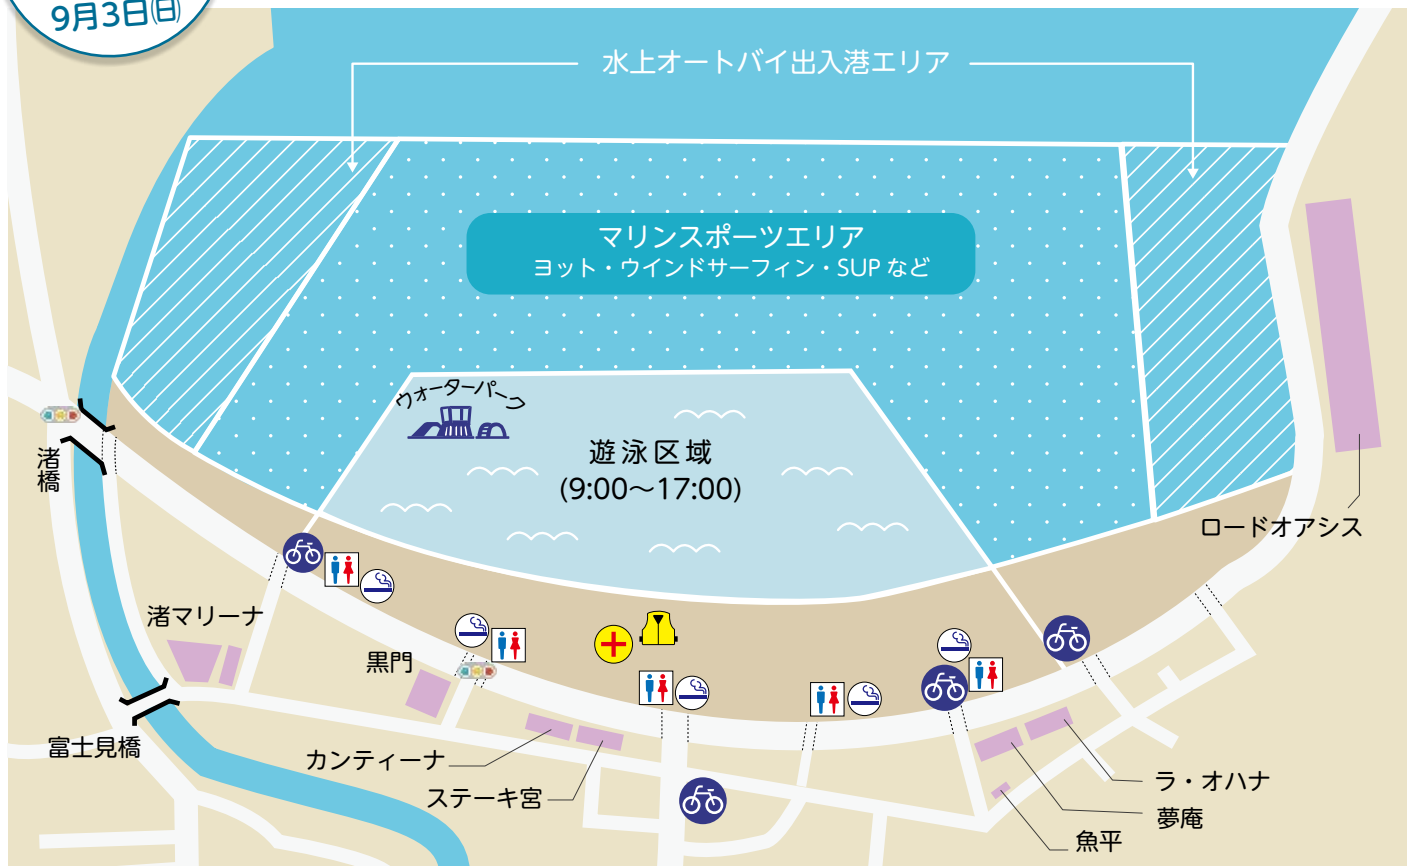 9月3日(日)
水上オートバイ出入港エリア
マリンスポーツエリア
ヨット・ウインドサーフィン・SUP など
ウォーターパーク
遊泳区域
(9:00〜17:00)
渚橋
ロードオアシス
渚マリーナ
黒門
富士見橋
カンティーナ
ステーキ宮
ラ・オハナ
夢庵
魚平